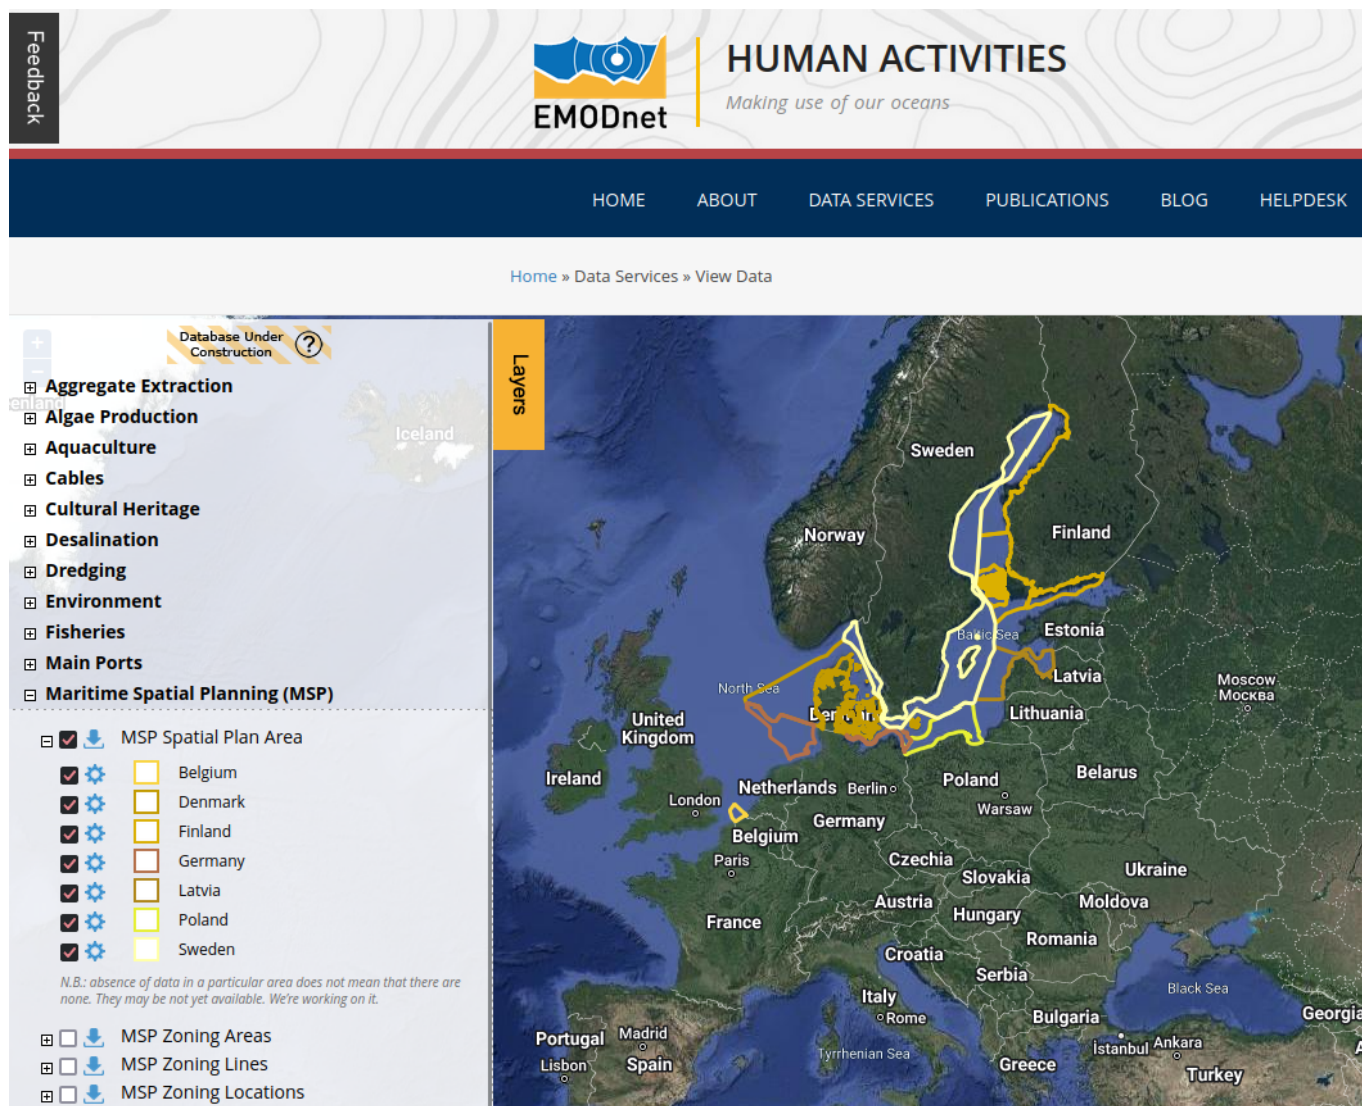 Feedback
EMODnet
HUMAN ACTIVITIES
Making use of our oceans
HOME
ABOUT
DATA SERVICES
PUBLICATIONS
BLOG
HELPDESK
Home » Data Services » View Data
+
−
Database Under
Construction
?
Layers
Aggregate Extraction
Algae Production
Aquaculture
Cables
Cultural Heritage
Desalination
Dredging
Environment
Fisheries
Main Ports
Maritime Spatial Planning (MSP)
MSP Spatial Plan Area
Belgium
Denmark
Finland
Germany
Latvia
Poland
Sweden
N.B.: absence of data in a particular area does not mean that there are
none. They may be not yet available. We're working on it.
MSP Zoning Areas
MSP Zoning Lines
MSP Zoning Locations
enland
Iceland
Sweden
Norway
Finland
Baltic Sea
Estonia
Latvia
Moscow
Москва
North Sea
Lithuania
United
Kingdom
Ireland
Netherlands
Berlin
Poland
Belarus
London
Warsaw
Germany
Belgium
Paris
Czechia
Slovakia
Ukraine
Austria
Moldova
Hungary
France
Romania
Croatia
Serbia
Black Sea
Italy
Rome
Bulgaria
Georgia
Portugal
Madrid
İstanbul
Ankara
Lisbon
Spain
Tyrrhenian Sea
Greece
Turkey